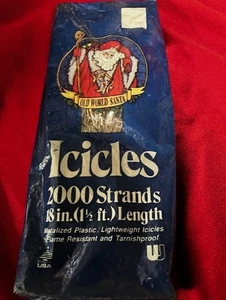 OLD WORLD SANTA
Icicles
2000 Strands
18 in. (1½ ft.) Length
Metalized Plastic. Lightweight Icicles
Flame Resistant and Tarnishproof.
USA